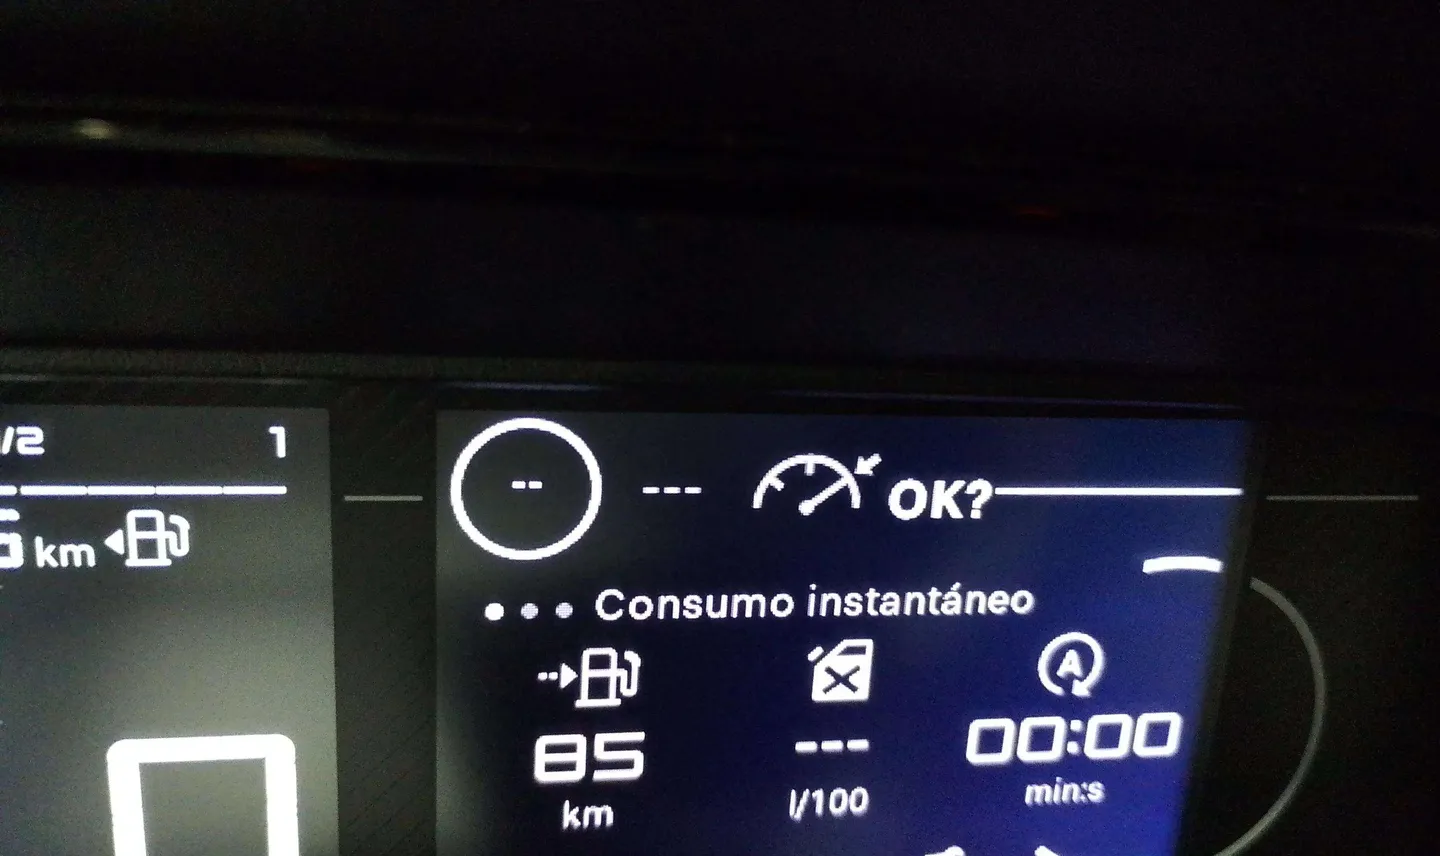 /2 1
km
-- --- OK?
Consumo instantáneo
85 --- 00:00
km l/100 min:s